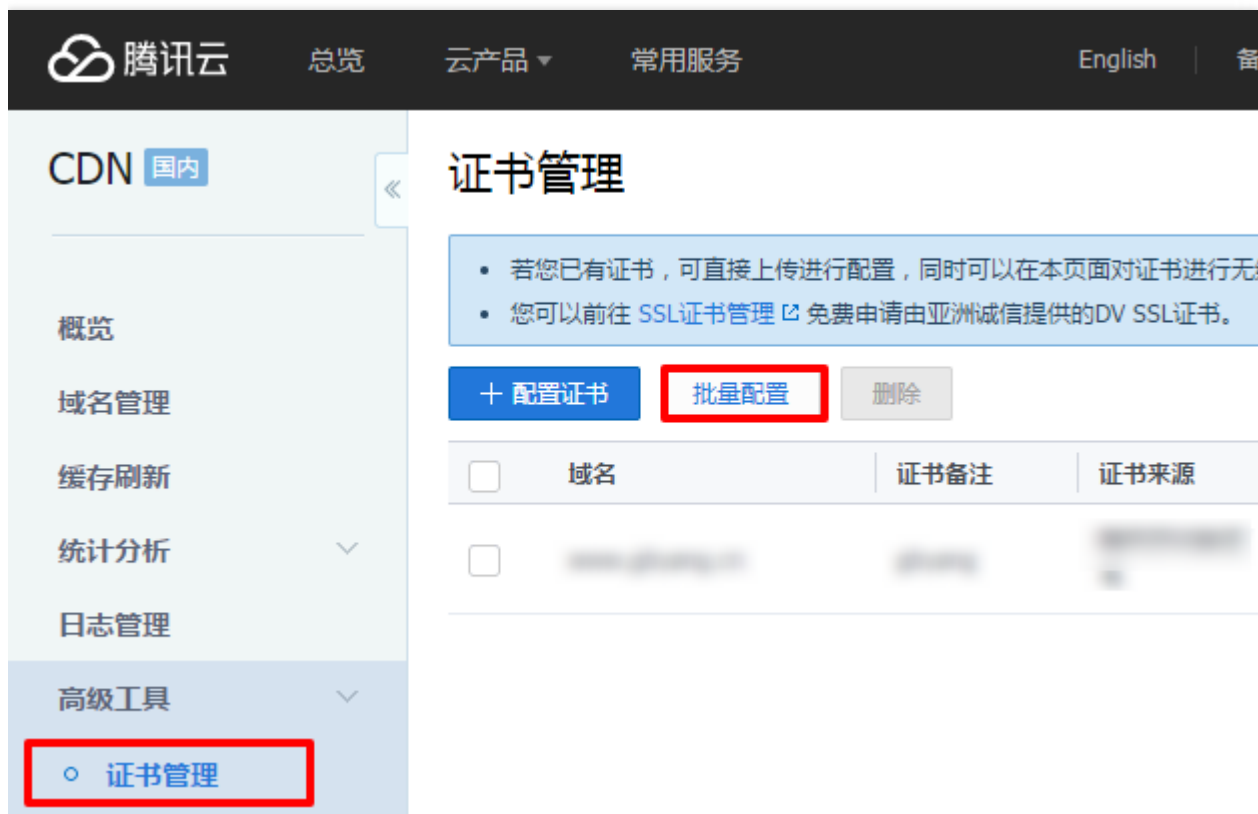 腾讯云 总览 云产品 常用服务 English 备
CDN 国内
概览
域名管理
缓存刷新
统计分析
日志管理
高级工具
证书管理
证书管理
若您已有证书，可直接上传进行配置，同时可以在本页面对证书进行无
您可以前往 SSL证书管理 免费申请由亚洲诚信提供的DV SSL证书。
配置证书 批量配置 删除
域名 证书备注 证书来源